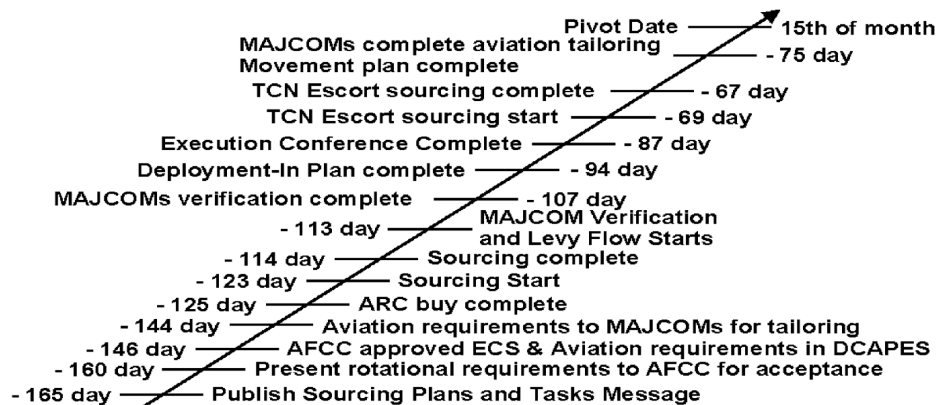 Pivot Date 15th of month
MAJCOMs complete aviation tailoring
Movement plan complete - 75 day
TCN Escort sourcing complete - 67 day
TCN Escort sourcing start - 69 day
Execution Conference Complete - 87 day
Deployment-In Plan complete - 94 day
MAJCOMs verification complete - 107 day
- 113 day MAJCOM Verification
and Levy Flow Starts
- 114 day Sourcing complete
- 123 day Sourcing Start
- 125 day ARC buy complete
- 144 day Aviation requirements to MAJCOMs for tailoring
- 146 day AFCC approved ECS & Aviation requirements in DCAPES
- 160 day Present rotational requirements to AFCC for acceptance
- 165 day Publish Sourcing Plans and Tasks Message